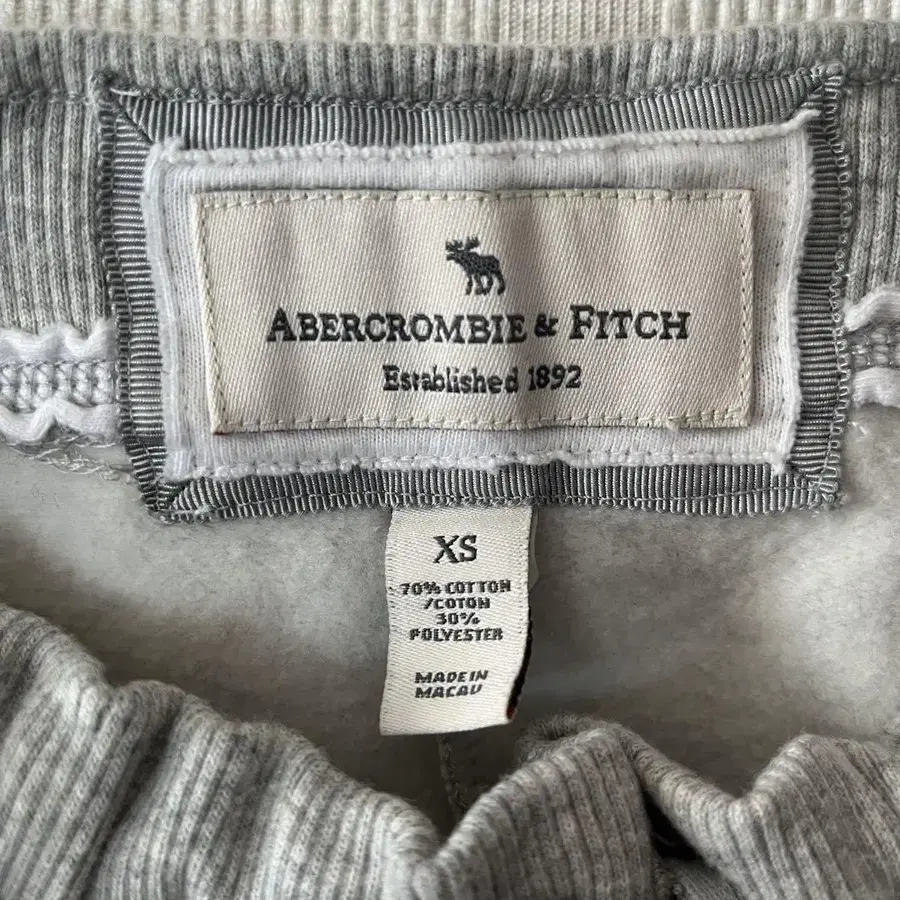 ABERCROMBIE & FITCH
Established 1892
XS
70% COTTON
/COTON
30%
POLYESTER
MADE IN
MACAU